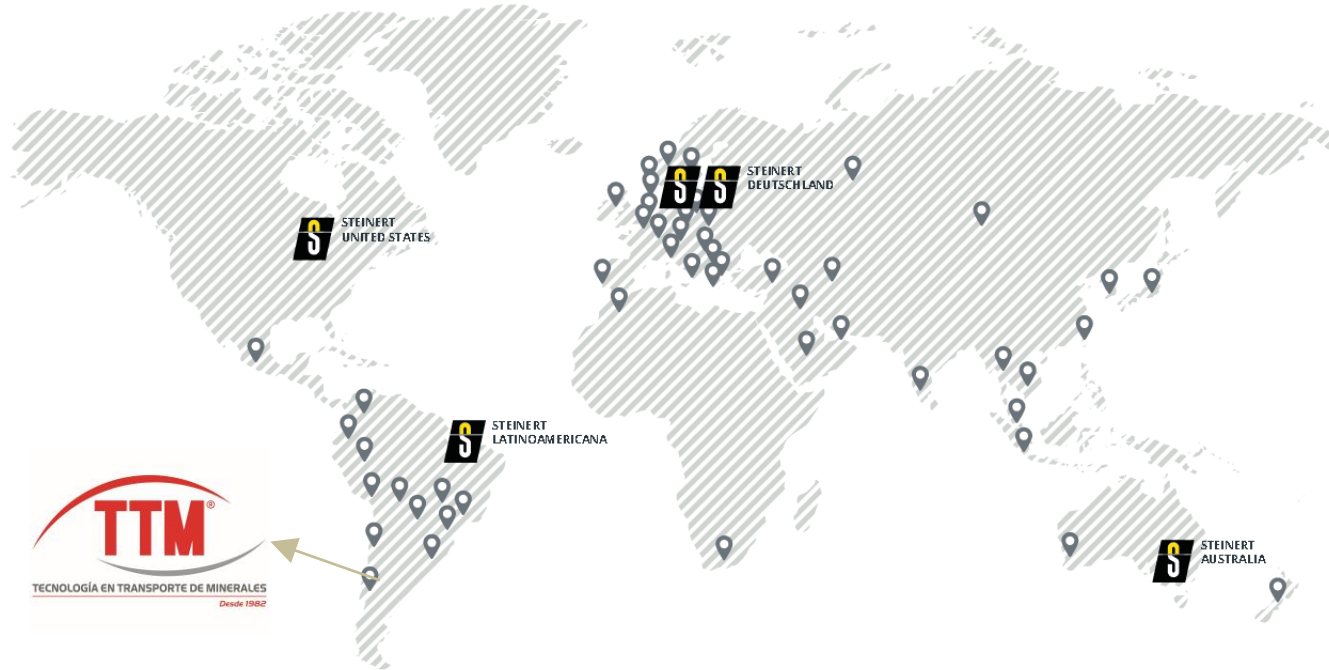 STEINERT
DEUTSCHLAND
STEINERT
UNITED STATES
STEINERT
LATINOAMERICANA
TTM®
TECNOLOGÍA EN TRANSPORTE DE MINERALES
Desde 1982
STEINERT
AUSTRALIA